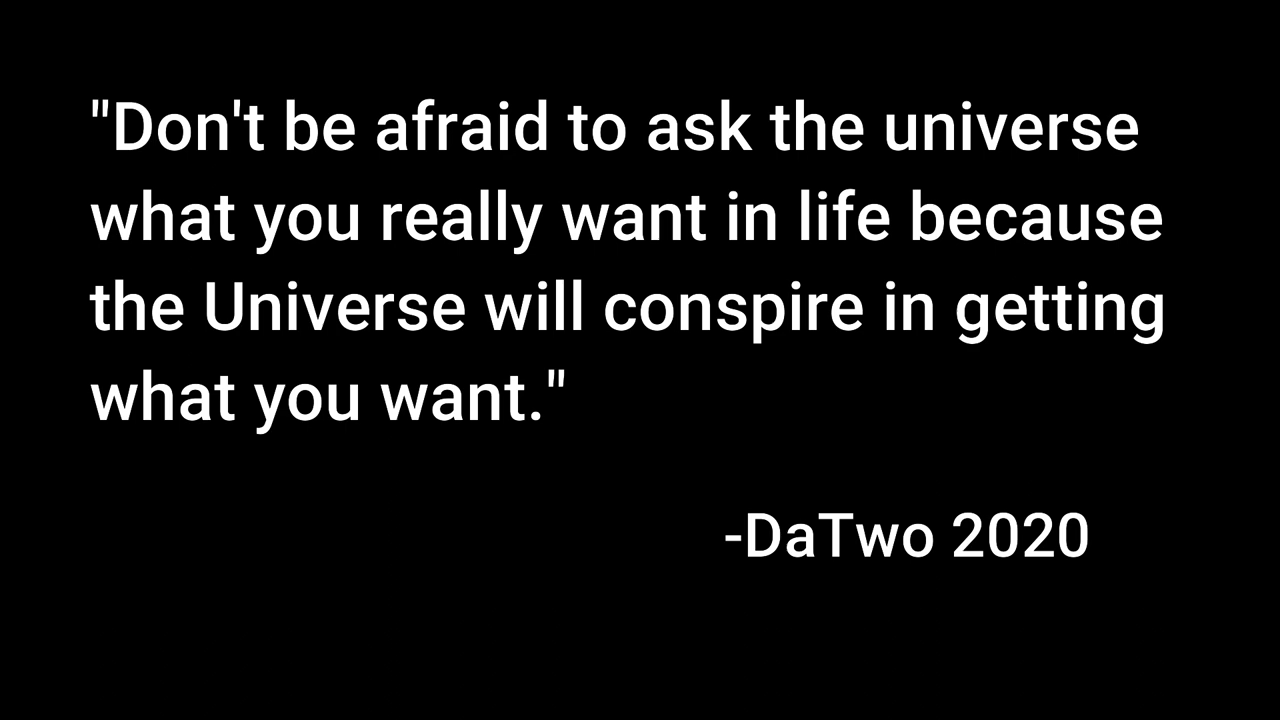 "Don't be afraid to ask the universe
what you really want in life because
the Universe will conspire in getting
what you want."
-DaTwo 2020